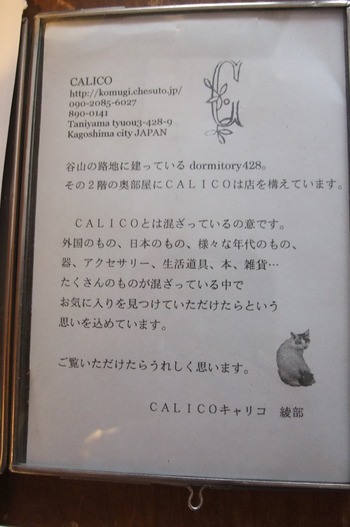 CALICO
http://komugi.chesuto.jp/
090-2085-6027
890-0141
Taniyama tyuou3-428-9
Kagoshima city JAPAN
谷山の路地に建っている dormitory428。
その２階の奥部屋にＣＡＬＩＣＯは店を構えています。
ＣＡＬＩＣＯとは混ざっているの意です。
外国のもの、日本のもの、様々な年代のもの、
器、アクセサリー、生活道具、本、雑貨…
たくさんのものが混ざっている中で
お気に入りを見つけていただけたらという
思いを込めています。
ご覧いただけたらうれしく思います。
ＣＡＬＩＣＯキャリコ　綾部